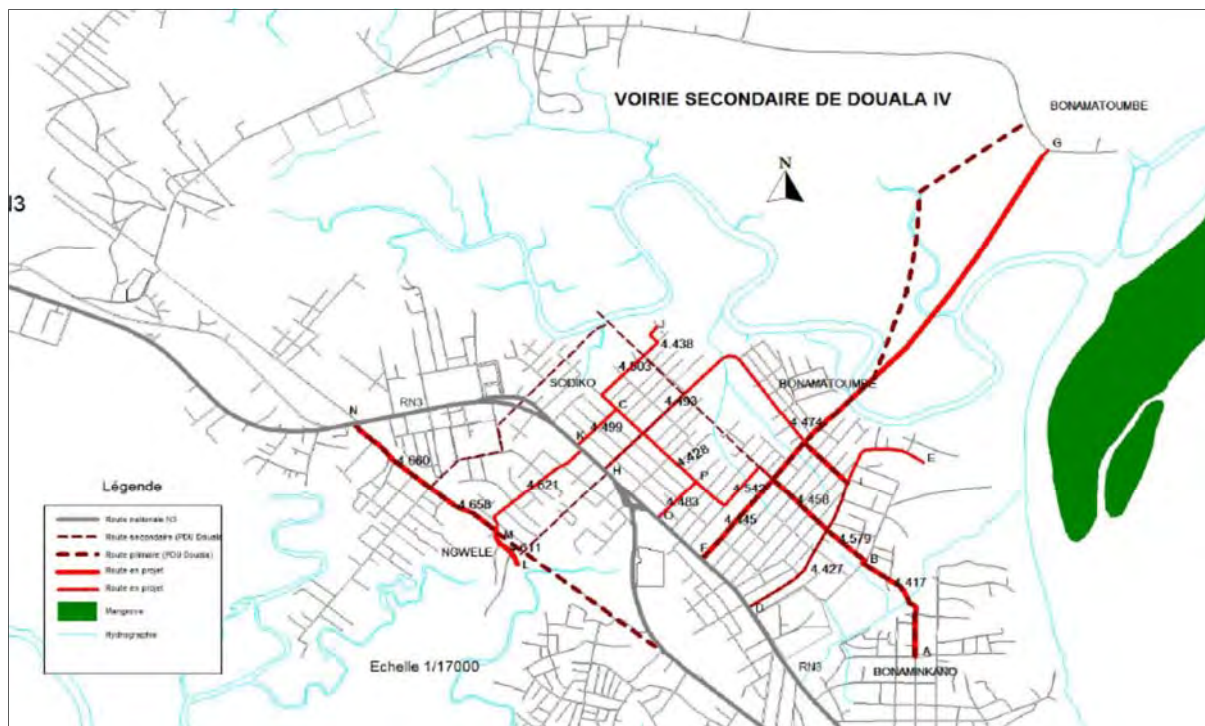 VOIRIE SECONDAIRE DE DOUALA IV
BONAMATOUMBE
G
N
N3
4.438
4.503
SODIKO
BONAMATOUMBE
RN3
4.493
C
N
4.499
4.474
K
4.428
E
H
P
4.660
4.621
4.542
4.483
4.458
O
4.658
4.445
4.579
M
NGWELE
F
B
L
4.427
4.417
D
A
BONAMNKANO
RN3
Echelle 1/17000
Légende
Route nationale N3
Route secondaire (PDU Douala
Route primaire (PDU Douala)
Route en projet
Route en projet
Mangrove
Hydrographie